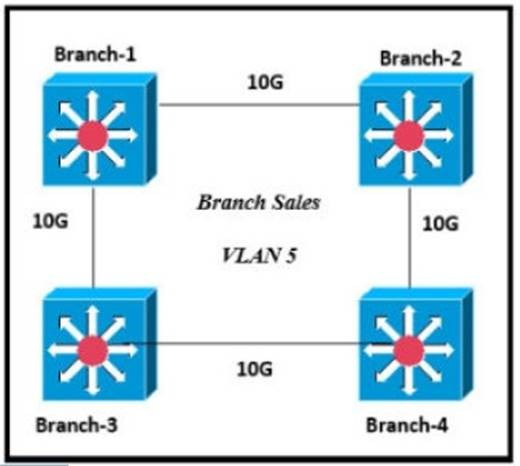 Branch-1
Branch-2
10G
10G
Branch Sales
10G
VLAN 5
10G
Branch-3
Branch-4